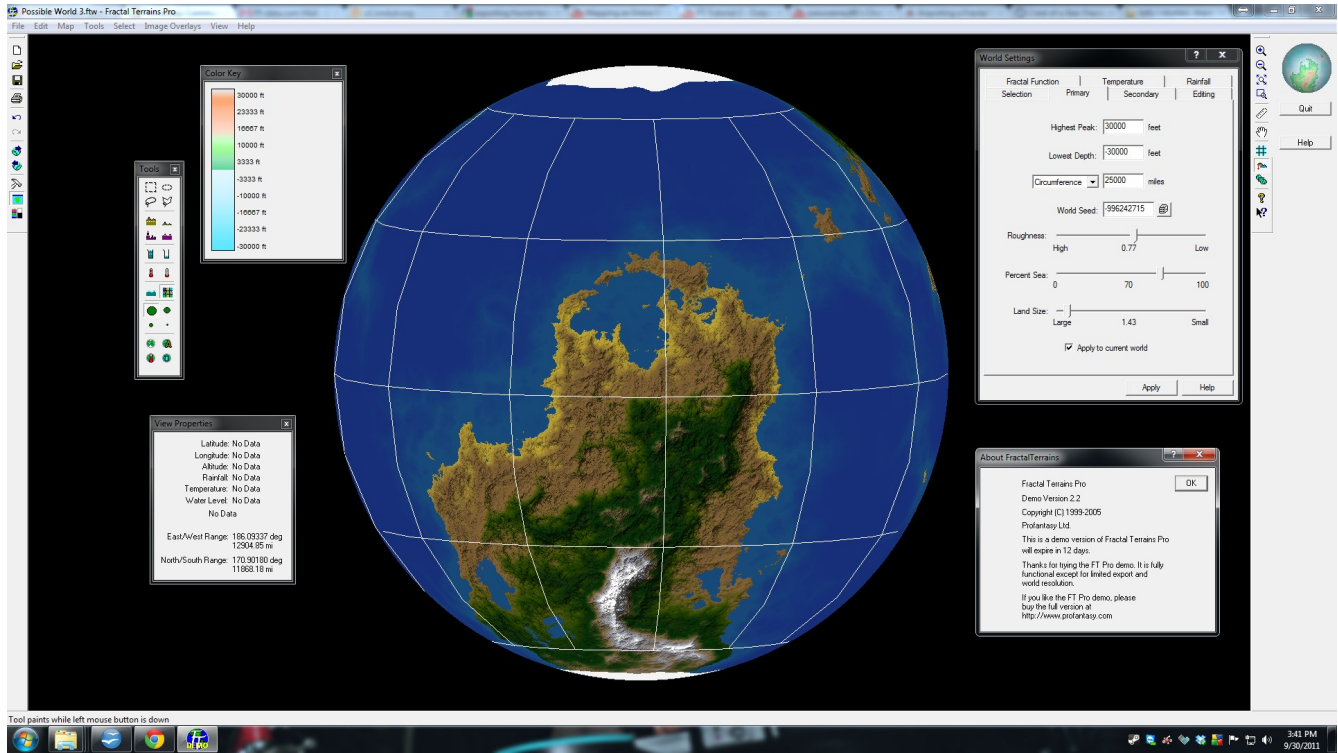 Possible World 3.ftw - Fractal Terrains Pro
File Edit Map Tools Select Image Overlays View Help
Color Key
30000 ft
23333 ft
16667 ft
10000 ft
3333 ft
-3333 ft
-10000 ft
-16667 ft
-23333 ft
-30000 ft
Tools
View Properties
Latitude: No Data
Longitude: No Data
Altitude: No Data
Rainfall: No Data
Temperature: No Data
Water Level: No Data
No Data
East/West Range: 186.09337 deg
12904.85 mi
North/South Range: 170.90180 deg
11868.18 mi
World Settings
Fractal Function Temperature Rainfall
Selection Primary Secondary Editing
Highest Peak: 30000 feet
Lowest Depth: -30000 feet
Circumference 25000 miles
World Seed: -996242715
Roughness:
High 0.77 Low
Percent Sea:
0 70 100
Land Size:
Large 1.43 Small
Apply to current world
Apply Help
Quit
Help
About FractalTerrains
Fractal Terrains Pro
OK
Demo Version 2.2
Copyright (C) 1999-2005
Profantasy Ltd.
This is a demo version of Fractal Terrains Pro
will expire in 12 days.
Thanks for trying the FT Pro demo. It is fully
functional except for limited export and
world resolution.
If you like the FT Pro demo, please
buy the full version at
http://www.profantasy.com
Tool paints while left mouse button is down
DEMO
3:41 PM
9/30/2011